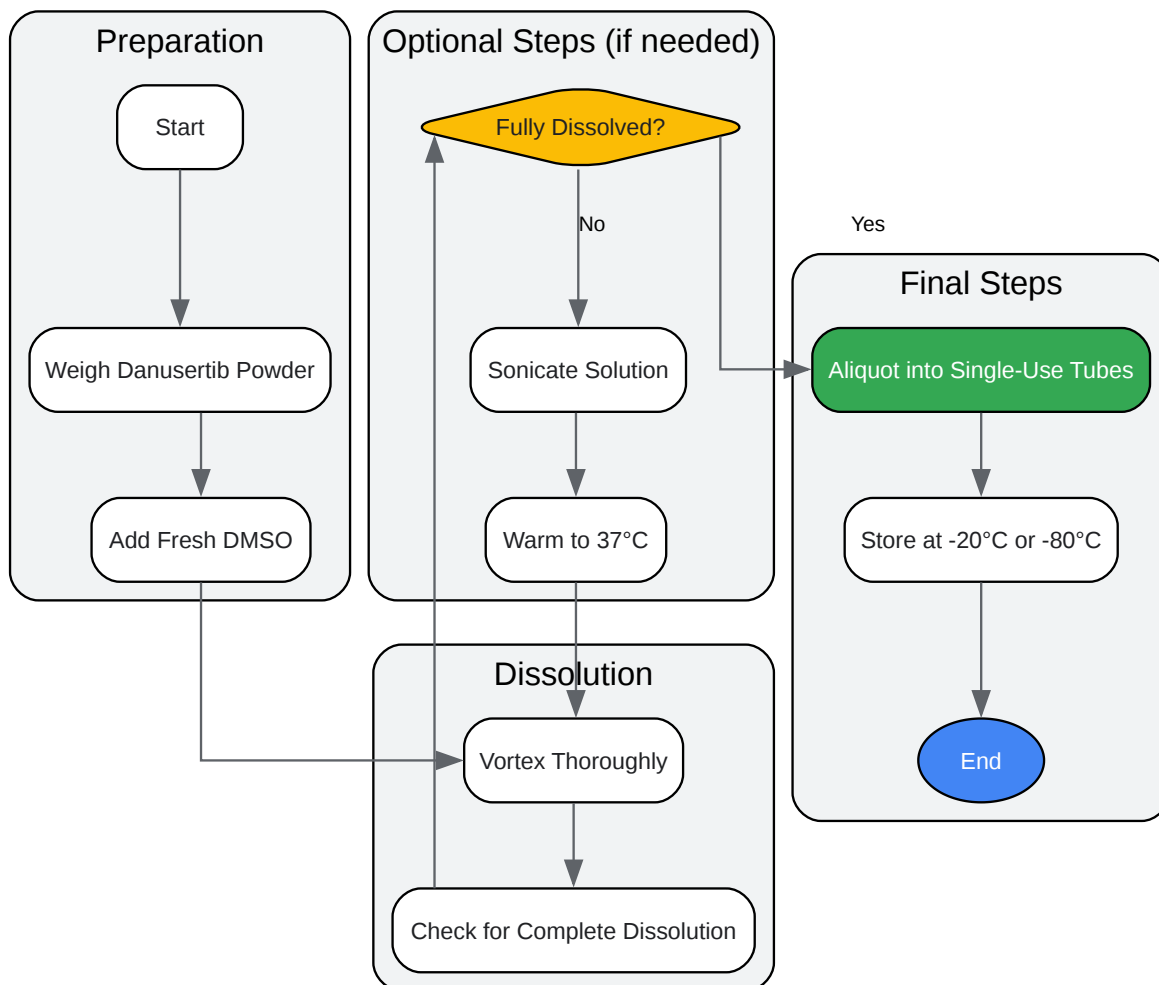 Preparation
Start
Weigh Danusertib Powder
Add Fresh DMSO
Optional Steps (if needed)
Fully Dissolved?
No
Yes
Sonicate Solution
Warm to 37°C
Dissolution
Vortex Thoroughly
Check for Complete Dissolution
Final Steps
Aliquot into Single-Use Tubes
Store at -20°C or -80°C
End